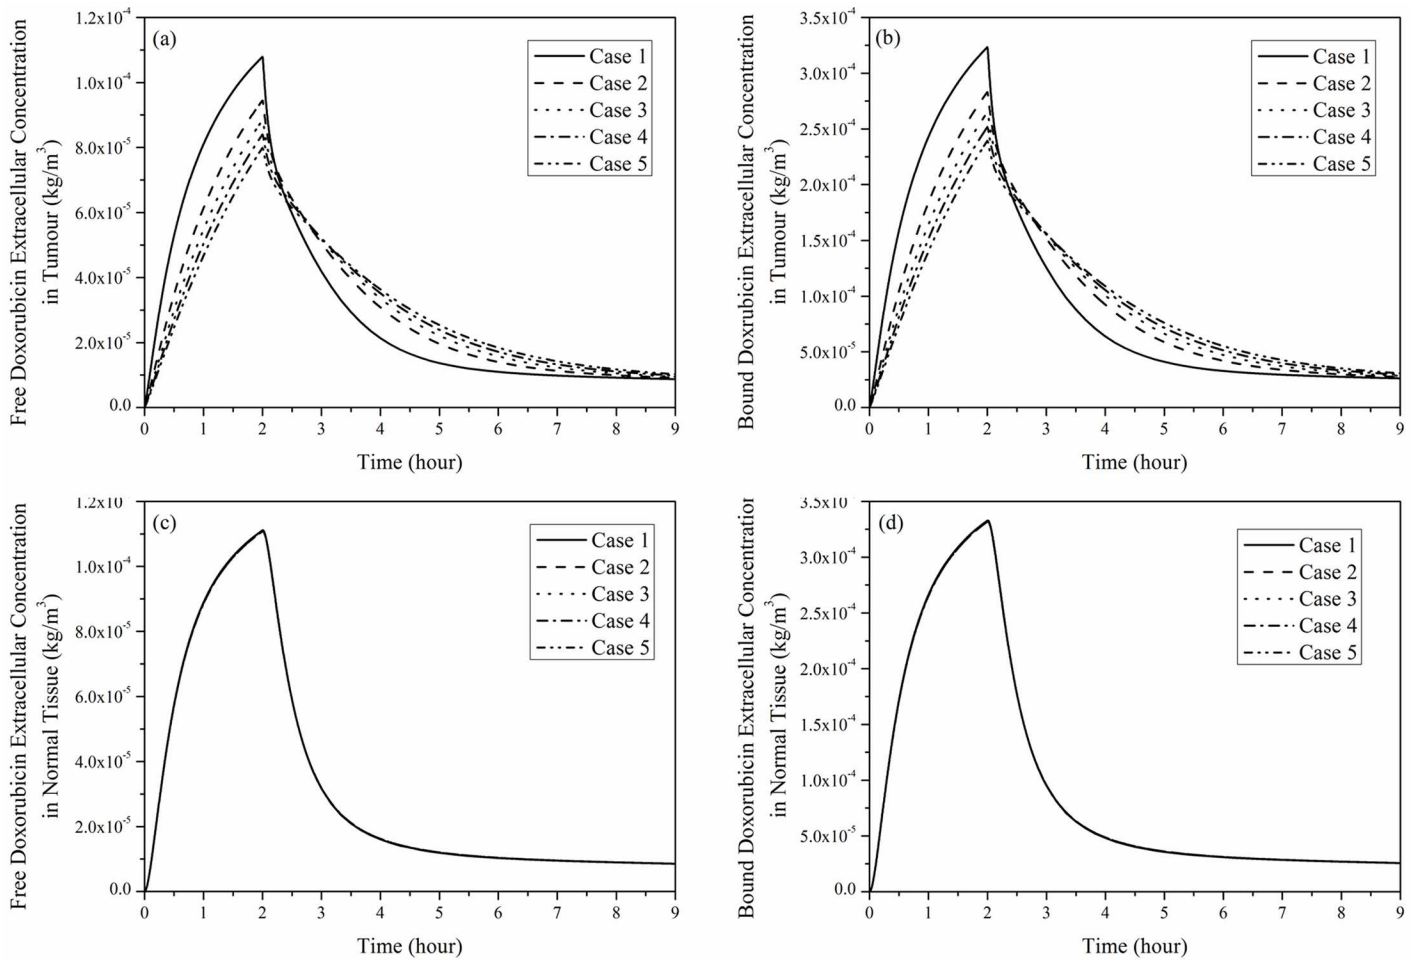 Free Doxorubicin Extracellular Concentration
in Tumour (kg/m³)
1.2x10⁻⁴
1.0x10⁻⁴
8.0x10⁻⁵
6.0x10⁻⁵
4.0x10⁻⁵
2.0x10⁻⁵
0.0
(a)
Case 1
Case 2
Case 3
Case 4
Case 5
0 1 2 3 4 5 6 7 8 9
Time (hour)
Bound Doxrubicin Extracellular Concentration
in Tumour (kg/m³)
3.5x10⁻⁴
3.0x10⁻⁴
2.5x10⁻⁴
2.0x10⁻⁴
1.5x10⁻⁴
1.0x10⁻⁴
5.0x10⁻⁵
0.0
(b)
Case 1
Case 2
Case 3
Case 4
Case 5
0 1 2 3 4 5 6 7 8 9
Time (hour)
Free Doxorubicin Extracellular Concentration
in Normal Tissue (kg/m³)
1.2x10
1.0x10⁻⁴
8.0x10⁻⁵
6.0x10⁻⁵
4.0x10⁻⁵
2.0x10⁻⁵
0.0
(c)
Case 1
Case 2
Case 3
Case 4
Case 5
0 1 2 3 4 5 6 7 8 9
Time (hour)
Bound Doxorubicin Extracellular Concentration
in Normal Tissue (kg/m³)
3.5x10
3.0x10⁻⁴
2.5x10⁻⁴
2.0x10⁻⁴
1.5x10⁻⁴
1.0x10⁻⁴
5.0x10⁻⁵
0.0
(d)
Case 1
Case 2
Case 3
Case 4
Case 5
0 1 2 3 4 5 6 7 8 9
Time (hour)